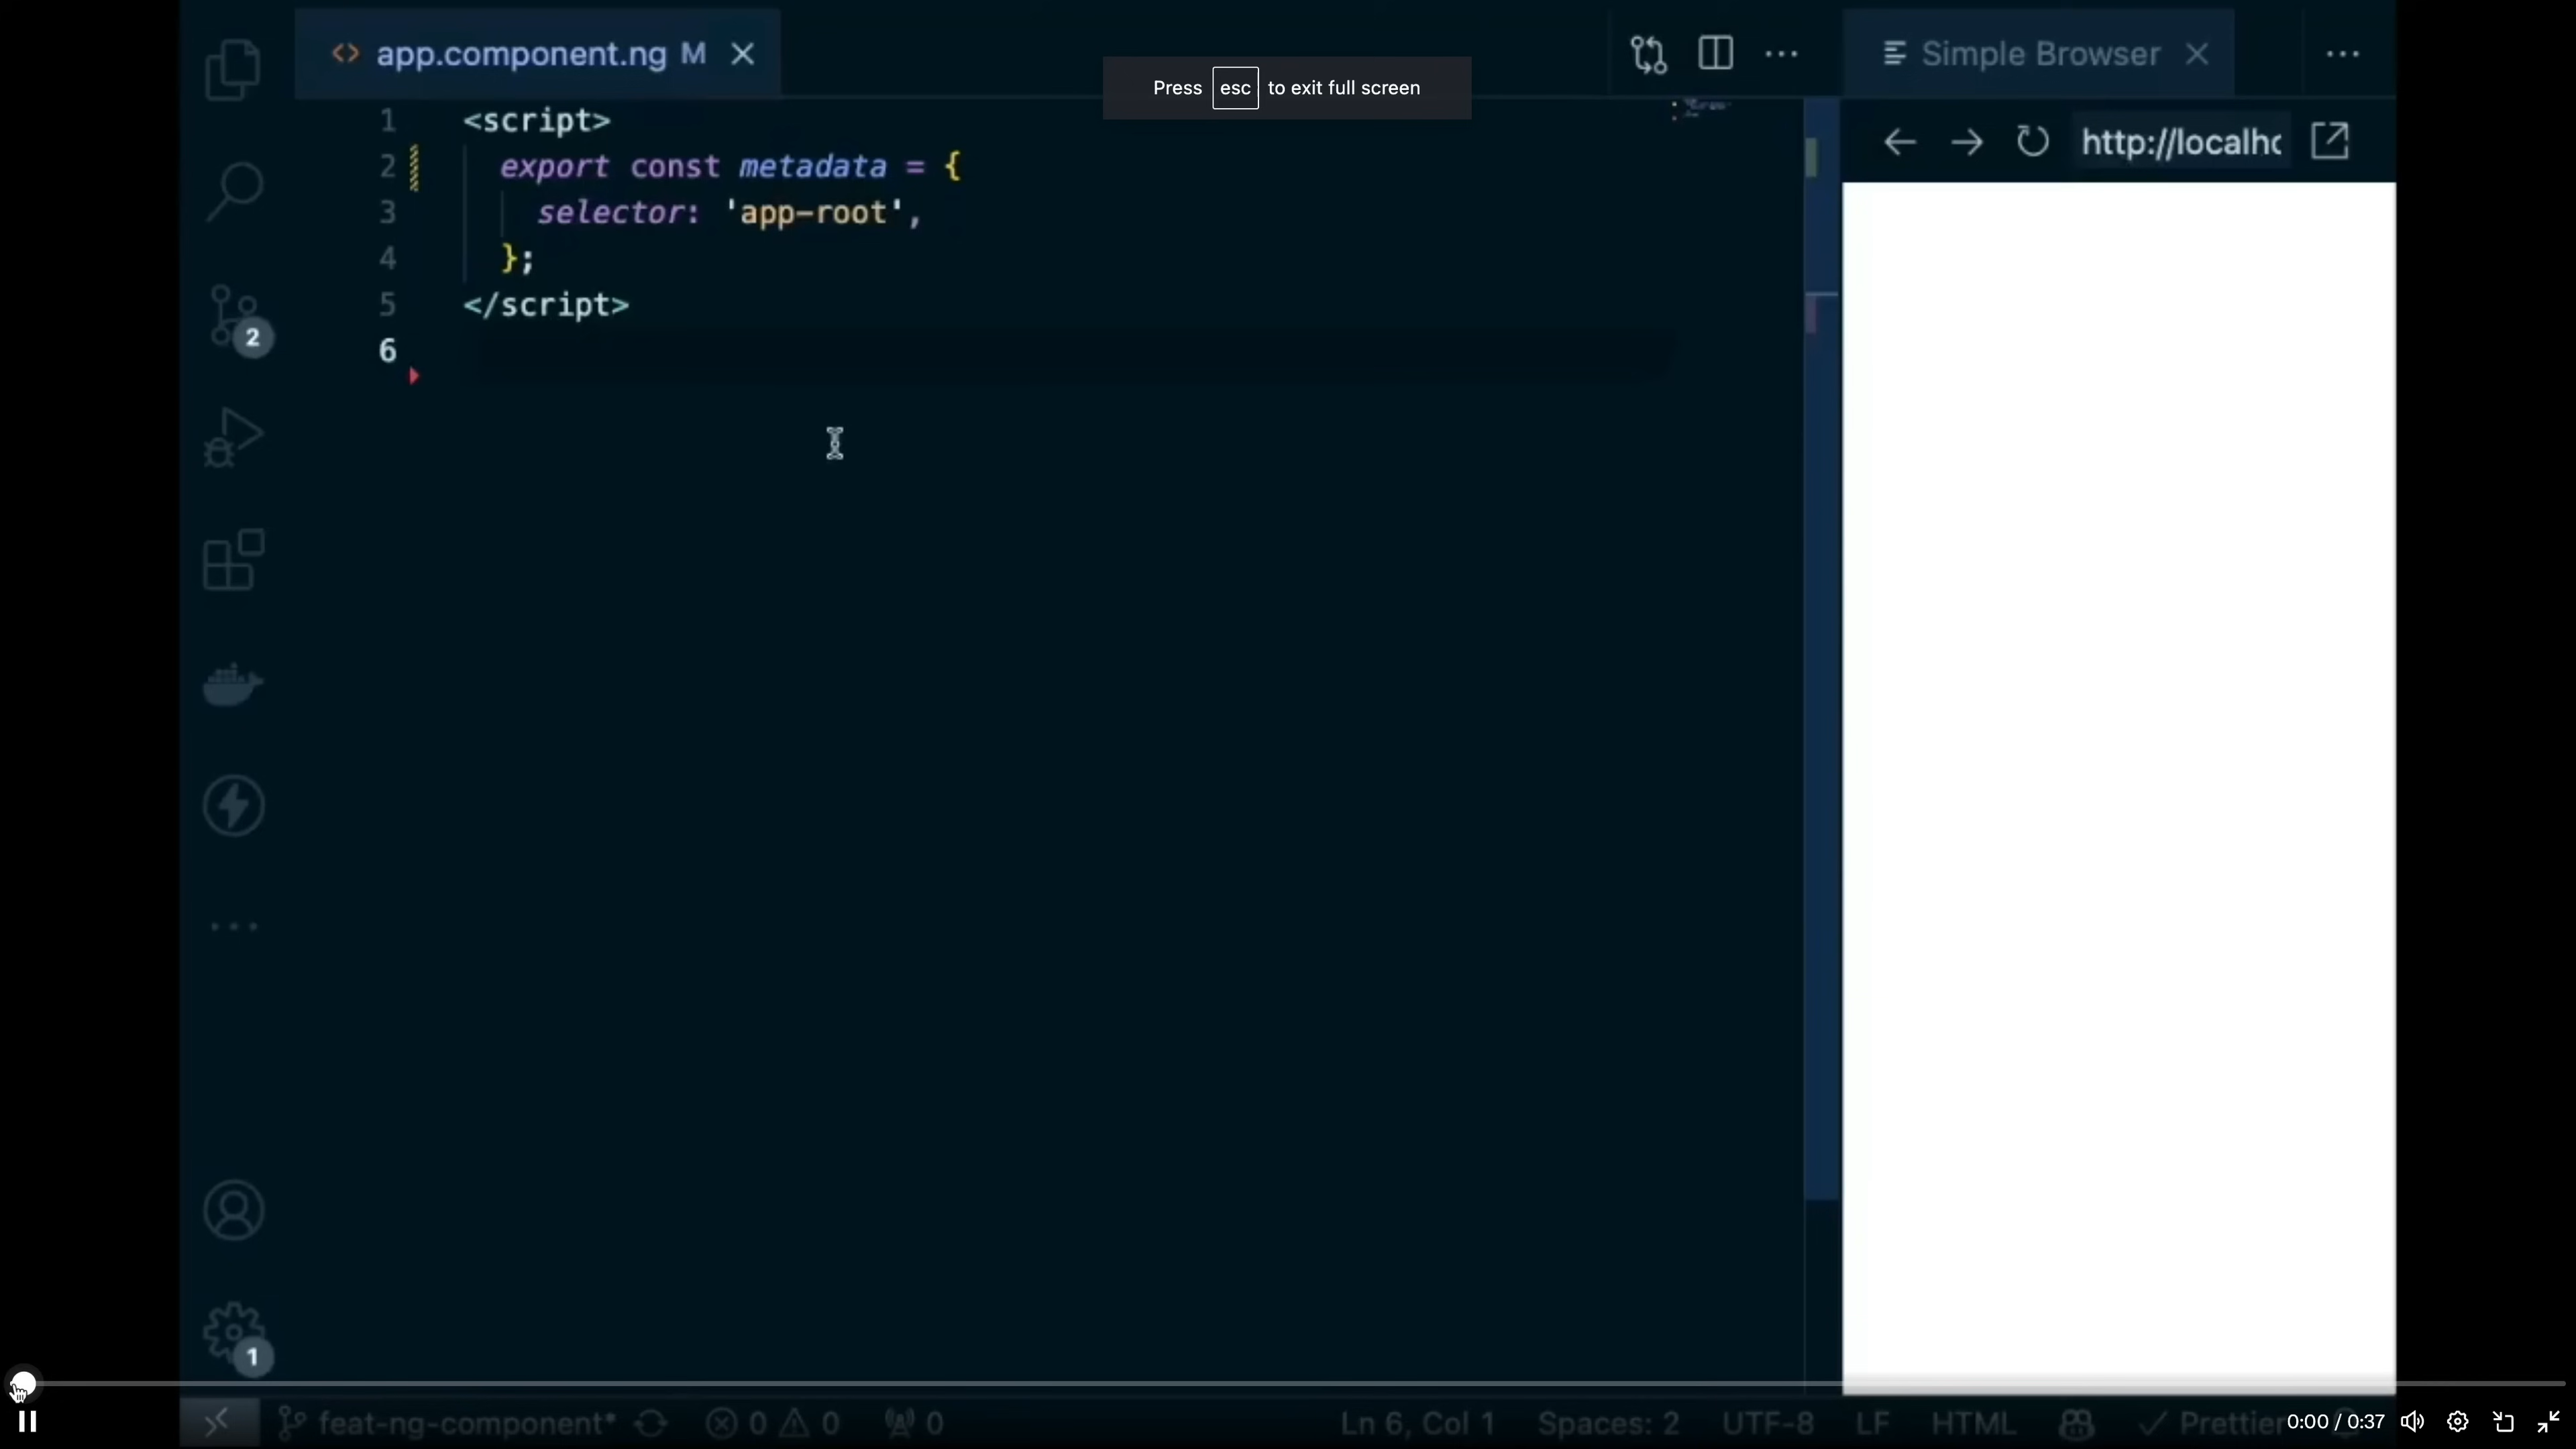 app.component.ng M
Simple Browser
Press esc to exit full screen
http://localhc
1 <script>
2 export const metadata = {
3 selector: 'app-root',
4 };
5 </script>
6
2
1
feat-ng-component* 0 0 0 Ln 6, Col 1 Spaces: 2 UTF-8 LF HTML Prettier
0:00 / 0:37